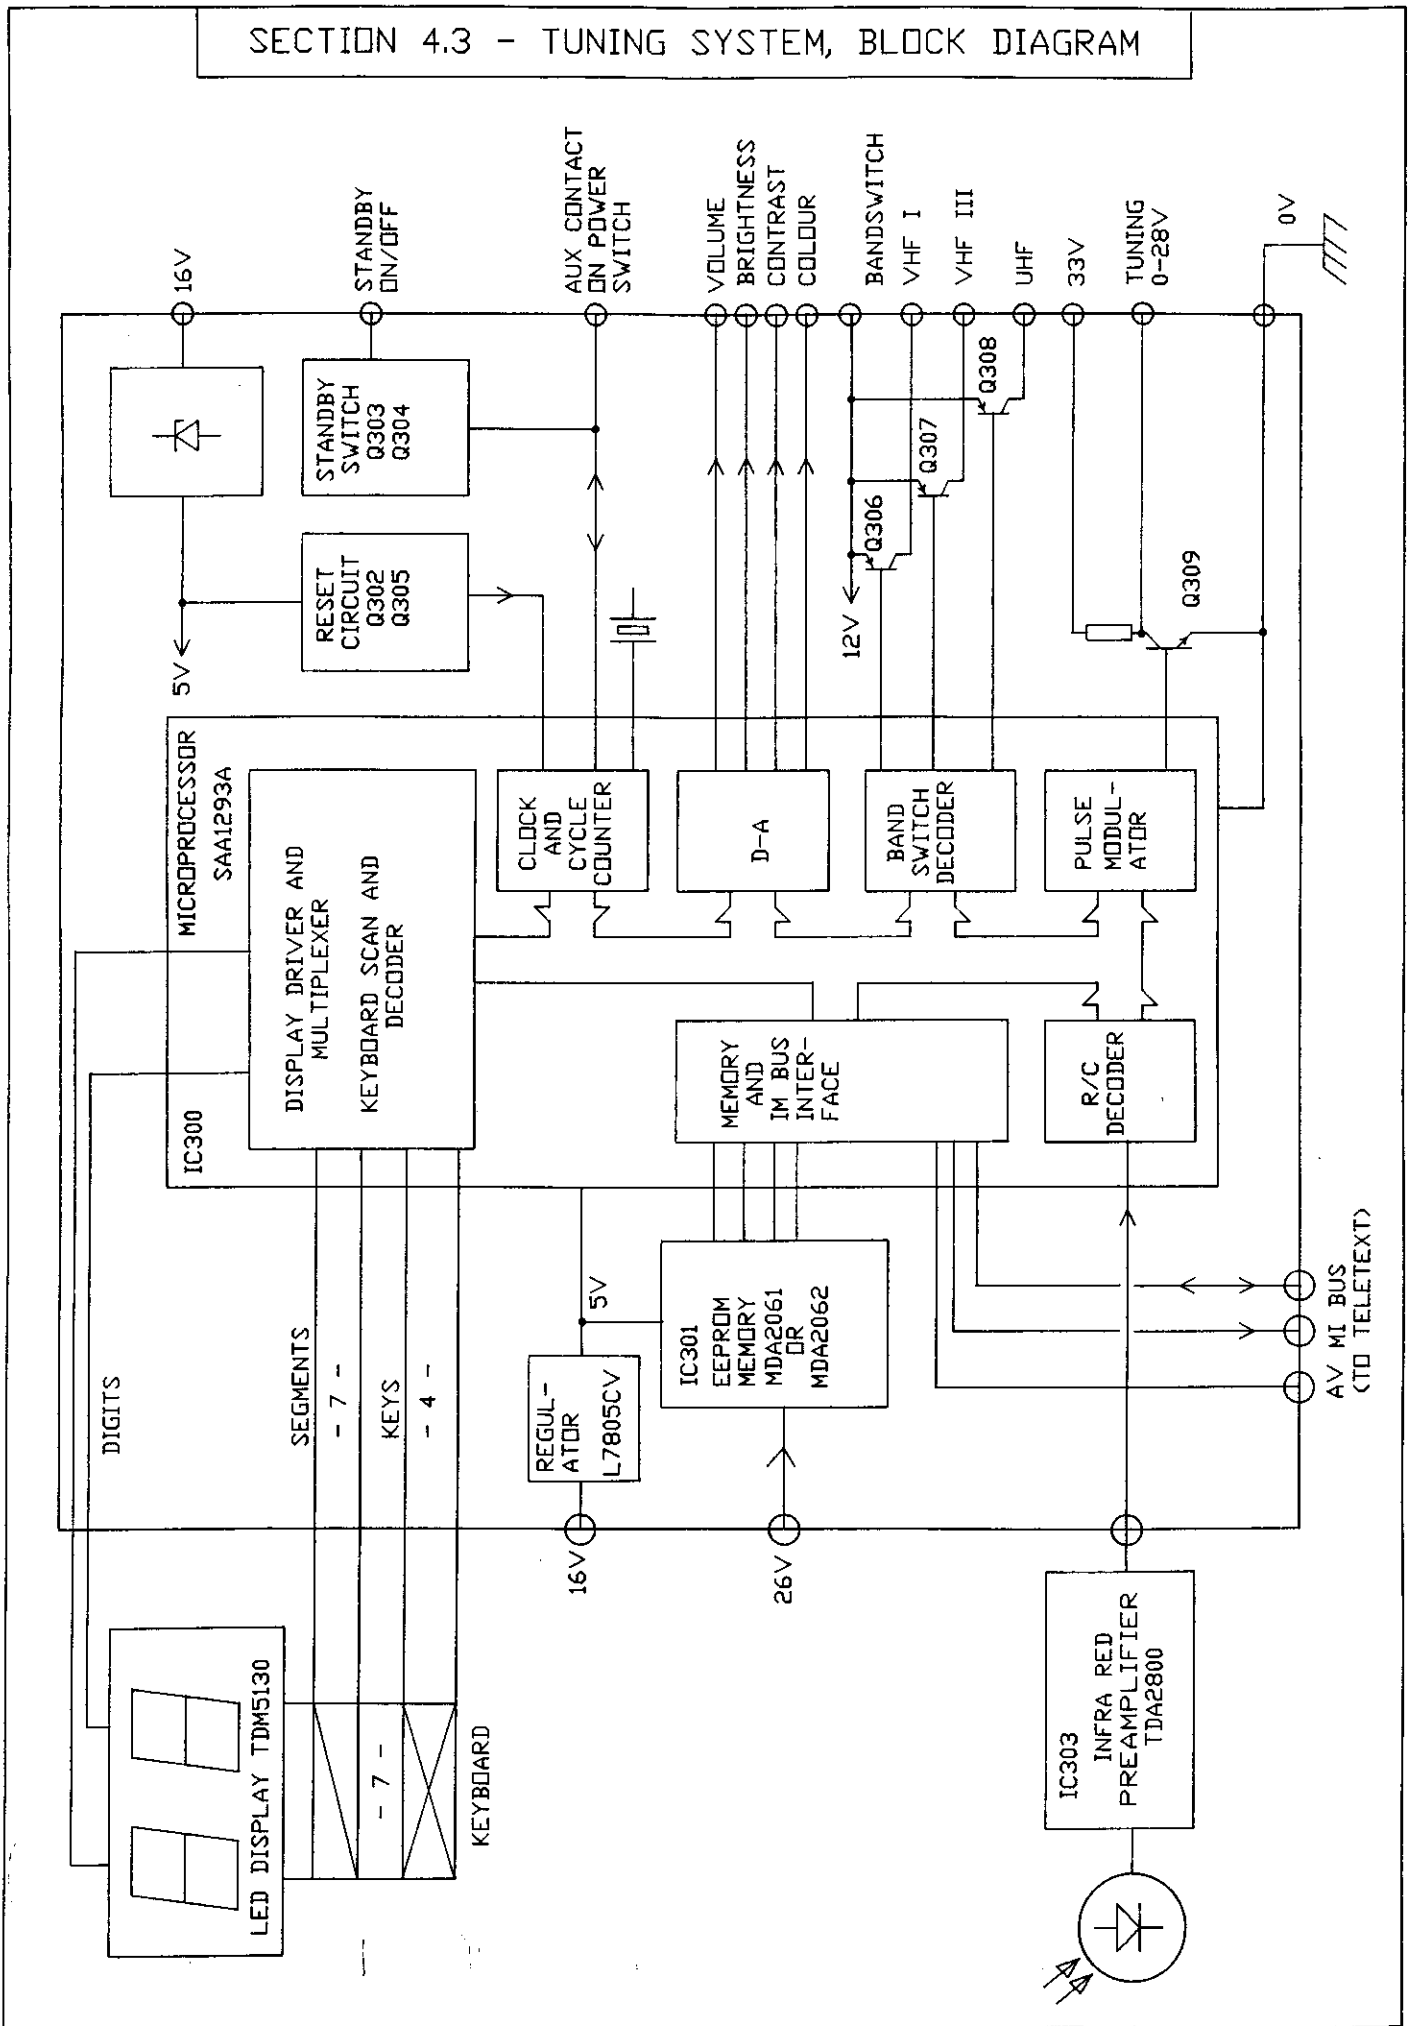 SECTION 4.3 - TUNING SYSTEM, BLOCK DIAGRAM
LED DISPLAY TDM5130
KEYBOARD
- 7 -
DIGITS
SEGMENTS
- 7 -
KEYS
- 4 -
IC300
MICROPROCESSOR
SAA1293A
DISPLAY DRIVER AND
MULTIPLEXER
KEYBOARD SCAN AND
DECODER
5V
16V
RESET
CIRCUIT
Q302
Q305
STANDBY
SWITCH
Q303
Q304
STANDBY
ON/OFF
AUX CONTACT
ON POWER
SWITCH
CLOCK
AND
CYCLE
COUNTER
16V
REGUL-
ATOR
L7805CV
5V
26V
IC301
EEPROM
MEMORY
MDA2061
OR
MDA2062
MEMORY
AND
IM BUS
INTER-
FACE
D-A
VOLUME
BRIGHTNESS
CONTRAST
COLOUR
BAND
SWITCH
DECODER
12V
Q306
Q307
Q308
BANDSWITCH
VHF I
VHF III
UHF
33V
TUNING
0-28V
0V
PULSE
MODUL-
ATOR
Q309
R/C
DECODER
IC303
INFRA RED
PREAMPLIFIER
TDA2800
AV MI BUS
(TO TELETEXT)